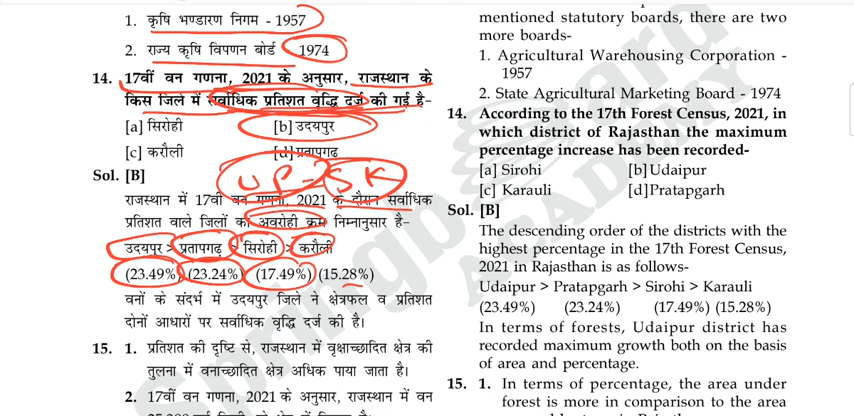 1. कृषि भण्डारण निगम - 1957
2. राज्य कृषि विपणन बोर्ड - 1974
14. 17वीं वन गणना, 2021 के अनुसार, राजस्थान के
किस जिले में सर्वाधिक प्रतिशत वृद्धि दर्ज की गई है-
[a] सिरोही [b] उदयपुर
[c] करौली [d] प्रतापगढ़
UP-SK
Sol. [B]
राजस्थान में 17वीं वन गणना, 2021 के दौरान सर्वाधिक
प्रतिशत वाले जिलों का अवरोही क्रम निम्नानुसार है-
उदयपुर > प्रतापगढ़ > सिरोही > करौली
(23.49%) (23.24%) (17.49%) (15.28%)
वनों के संदर्भ में उदयपुर जिले ने क्षेत्रफल व प्रतिशत
दोनों आधारों पर सर्वाधिक वृद्धि दर्ज की है।
15. 1. प्रतिशत की दृष्टि से, राजस्थान में वृक्षाच्छादित क्षेत्र की
तुलना में वनाच्छादित क्षेत्र अधिक पाया जाता है।
2. 17वीं वन गणना, 2021 के अनुसार, राजस्थान में वन
mentioned statutory boards, there are two
more boards-
1. Agricultural Warehousing Corporation -
1957
2. State Agricultural Marketing Board - 1974
14. According to the 17th Forest Census, 2021, in
which district of Rajasthan the maximum
percentage increase has been recorded-
[a] Sirohi [b] Udaipur
[c] Karauli [d] Pratapgarh
Sol. [B]
The descending order of the districts with the
highest percentage in the 17th Forest Census,
2021 in Rajasthan is as follows-
Udaipur > Pratapgarh > Sirohi > Karauli
(23.49%) (23.24%) (17.49%) (15.28%)
In terms of forests, Udaipur district has
recorded maximum growth both on the basis
of area and percentage.
15. 1. In terms of percentage, the area under
forest is more in comparison to the area
Springboard
ACADEMY